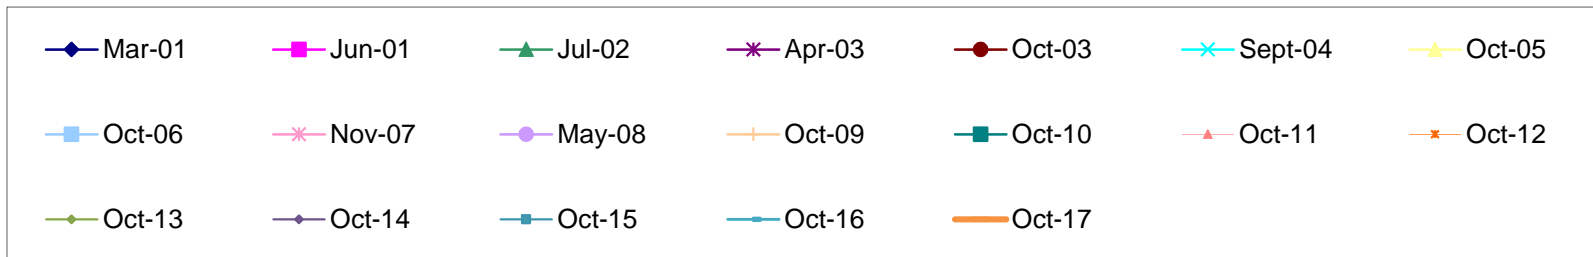 Mar-01 Jun-01 Jul-02 Apr-03 Oct-03 Sept-04 Oct-05
Oct-06 Nov-07 May-08 Oct-09 Oct-10 Oct-11 Oct-12
Oct-13 Oct-14 Oct-15 Oct-16 Oct-17